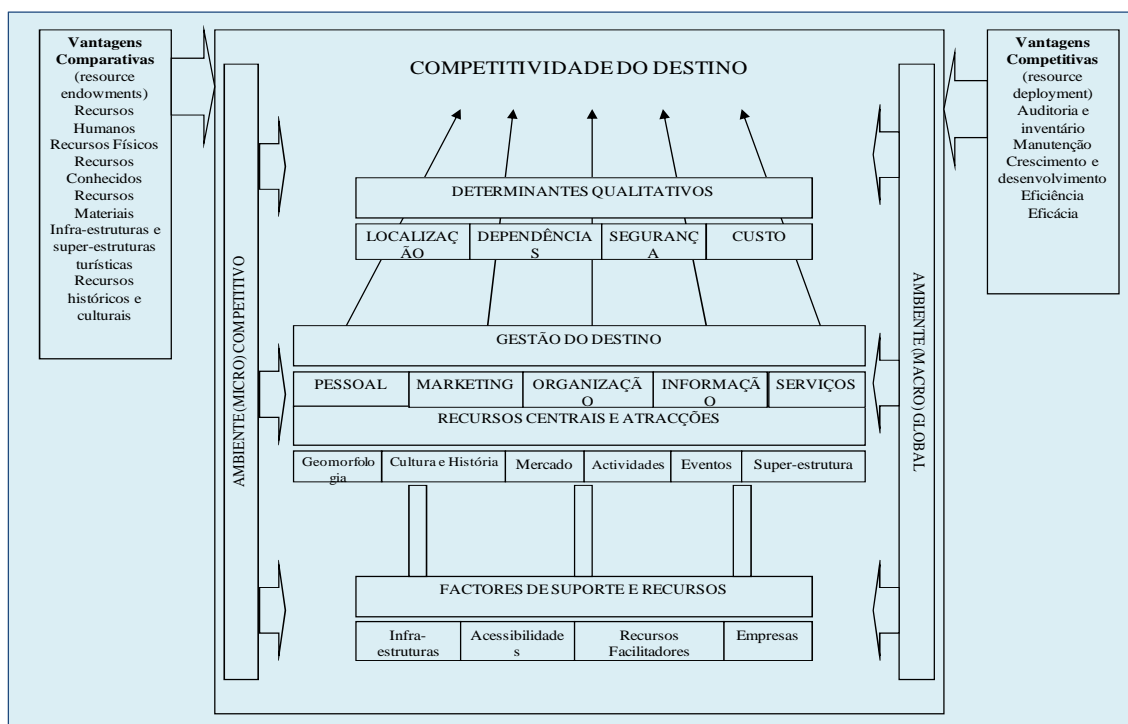 Vantagens
Comparativas
(resource
endowments)
Recursos
Humanos
Recursos Físicos
Recursos
Conhecidos
Recursos
Materiais
Infra-estruturas e
super-estruturas
turísticas
Recursos
históricos e
culturais
AMBIENTE (MICRO) COMPETITIVO
COMPETITIVIDADE DO DESTINO
DETERMINANTES QUALITATIVOS
LOCALIZAÇ
ÃO
DEPENDÊNCIA
S
SEGURANÇ
A
CUSTO
GESTÃO DO DESTINO
PESSOAL
MARKETING
ORGANIZAÇÃ
O
INFORMAÇÃ
O
SERVIÇOS
RECURSOS CENTRAIS E ATRACÇÕES
Geomorfolo
gia
Cultura e História
Mercado
Actividades
Eventos
Super-estrutura
FACTORES DE SUPORTE E RECURSOS
Infra-
estruturas
Acessibilidade
s
Recursos
Facilitadores
Empresas
AMBIENTE (MACRO) GLOBAL
Vantagens
Competitivas
(resource
deployment)
Auditoria e
inventário
Manutenção
Crescimento e
desenvolvimento
Eficiência
Eficácia